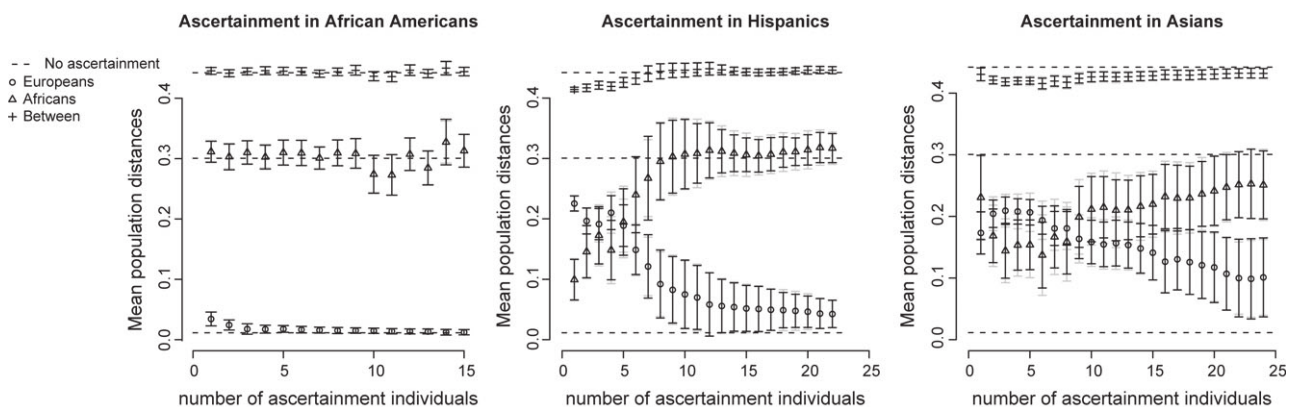 Ascertainment in African Americans
Ascertainment in Hispanics
Ascertainment in Asians
No ascertainment
Europeans
Africans
Between
Mean population distances
0.0 0.1 0.2 0.3 0.4
0 5 10 15
number of ascertainment individuals
Mean population distances
0.0 0.1 0.2 0.3 0.4
0 5 10 15 20 25
number of ascertainment individuals
Mean population distances
0.0 0.1 0.2 0.3 0.4
0 5 10 15 20 25
number of ascertainment individuals